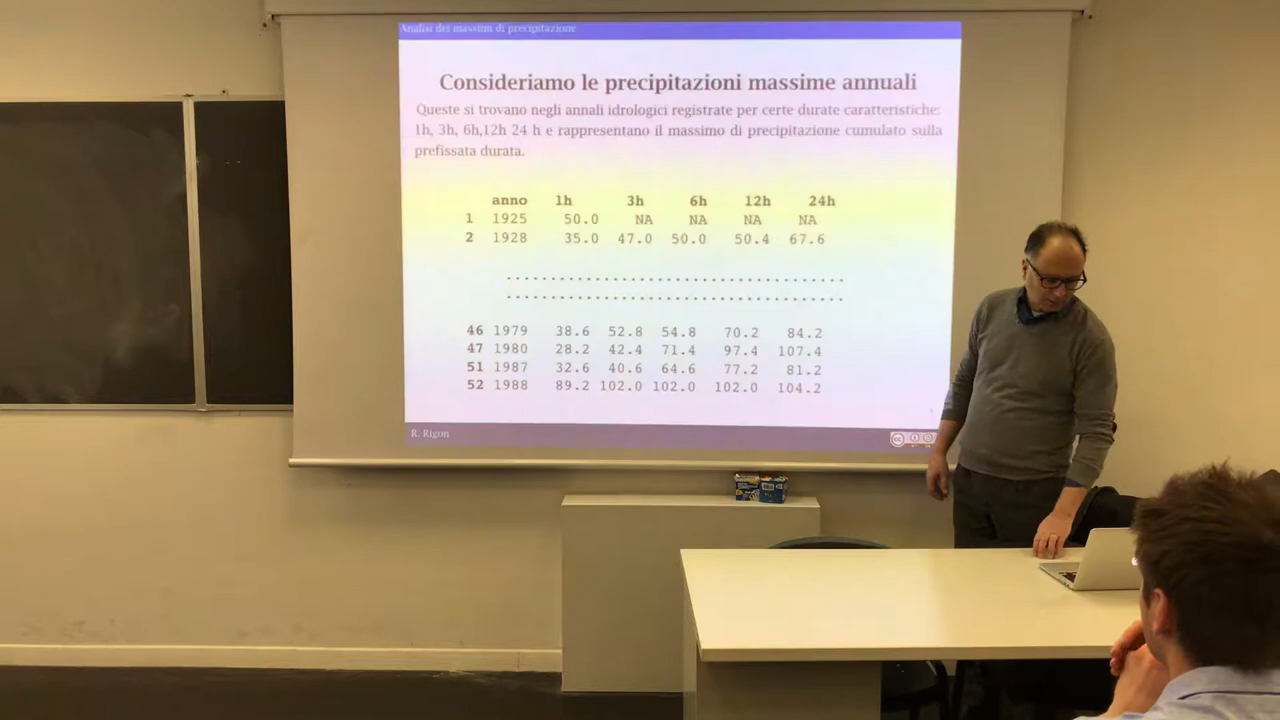 Analisi dei massimi di precipitazione
Consideriamo le precipitazioni massime annuali
Queste si trovano negli annali idrologici registrate per certe durate caratteristiche:
1h, 3h, 6h,12h 24 h e rappresentano il massimo di precipitazione cumulato sulla
prefissata durata.
anno 1h 3h 6h 12h 24h
1 1925 50.0 NA NA NA NA
2 1928 35.0 47.0 50.0 50.4 67.6
......................................
......................................
46 1979 38.6 52.8 54.8 70.2 84.2
47 1980 28.2 42.4 71.4 97.4 107.4
51 1987 32.6 40.6 64.6 77.2 81.2
52 1988 89.2 102.0 102.0 102.0 104.2
R. Rigon
cc